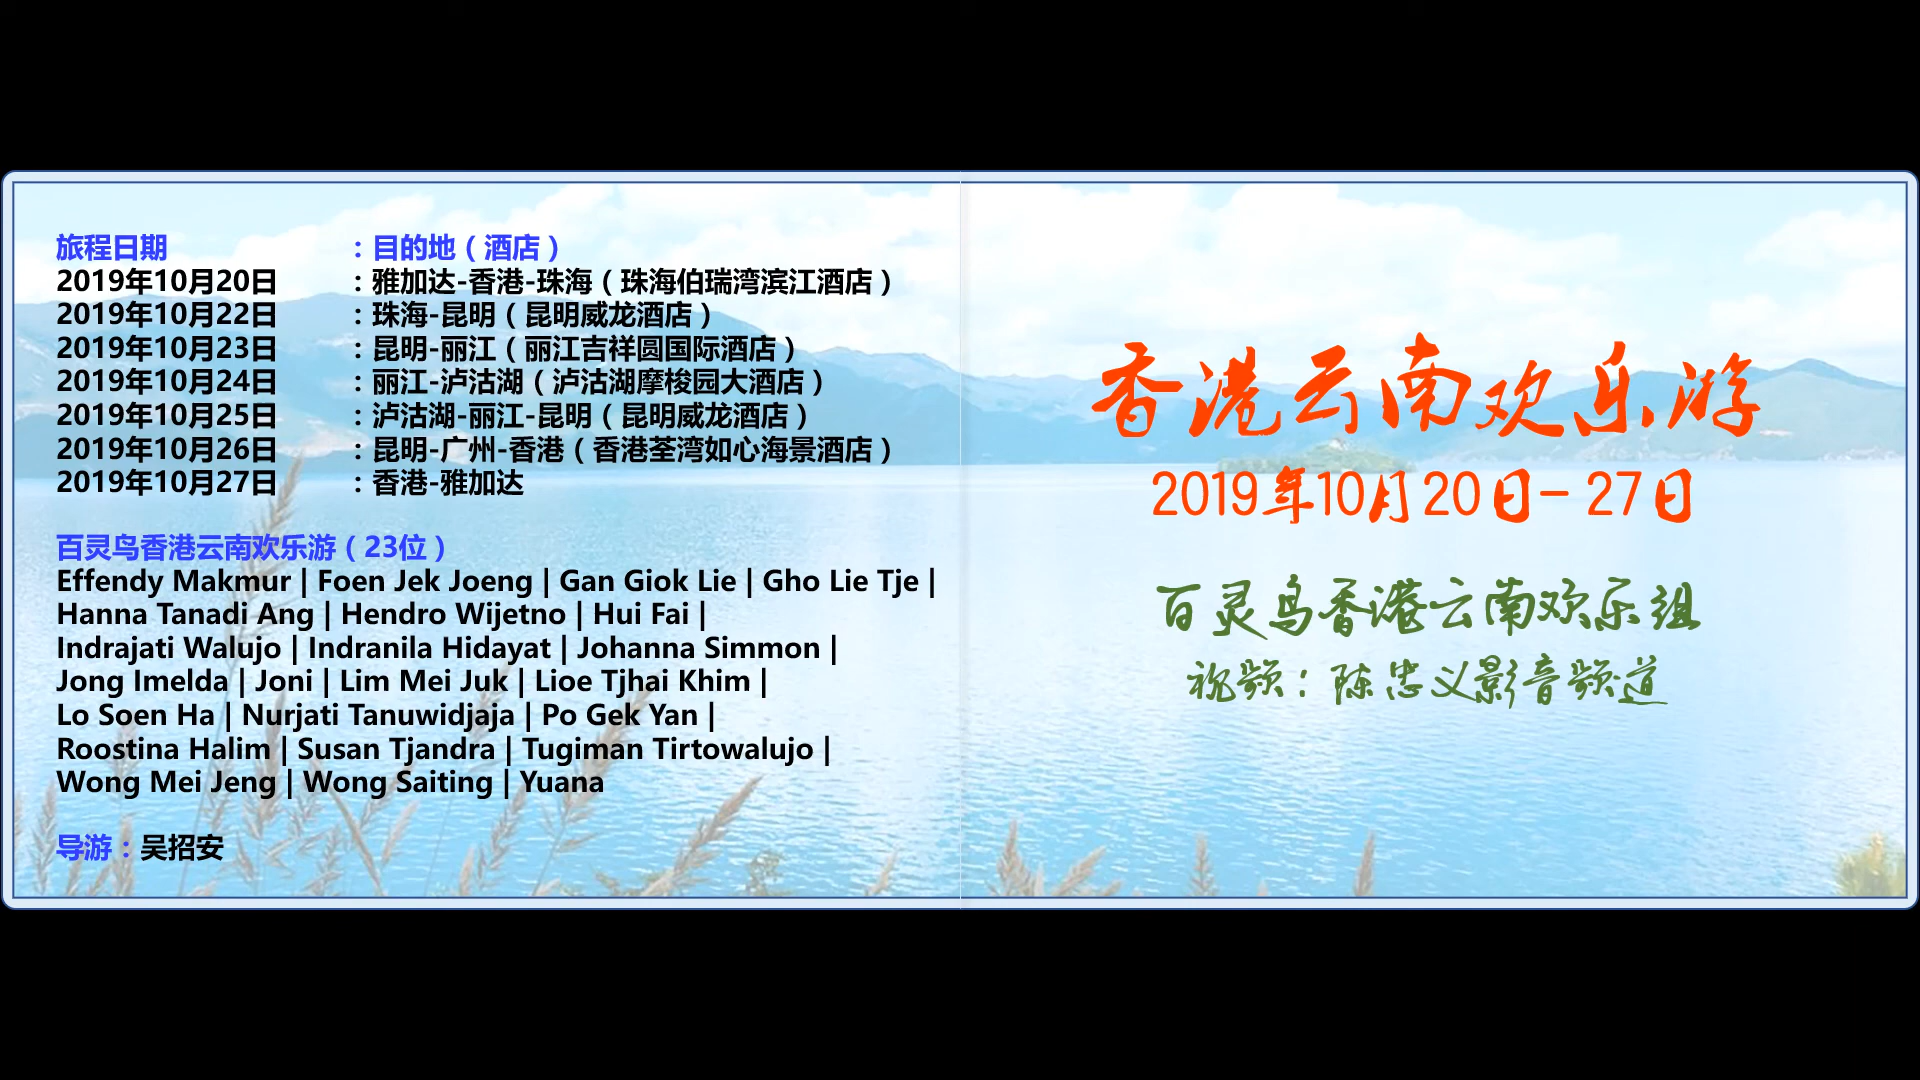 旅程日期 : 目的地（酒店）
2019年10月20日 : 雅加达-香港-珠海（珠海伯瑞湾滨江酒店）
2019年10月22日 : 珠海-昆明（昆明威龙酒店）
2019年10月23日 : 昆明-丽江（丽江吉祥圆国际酒店）
2019年10月24日 : 丽江-泸沽湖（泸沽湖摩梭园大酒店）
2019年10月25日 : 泸沽湖-丽江-昆明（昆明威龙酒店）
2019年10月26日 : 昆明-广州-香港（香港荃湾如心海景酒店）
2019年10月27日 : 香港-雅加达
百灵鸟香港云南欢乐游（23位）
Effendy Makmur | Foen Jek Joeng | Gan Giok Lie | Gho Lie Tje |
Hanna Tanadi Ang | Hendro Wijetno | Hui Fai |
Indrajati Walujo | Indranila Hidayat | Johanna Simmon |
Jong Imelda | Joni | Lim Mei Juk | Lioe Tjhai Khim |
Lo Soen Ha | Nurjati Tanuwidjaja | Po Gek Yan |
Roostina Halim | Susan Tjandra | Tugiman Tirtowalujo |
Wong Mei Jeng | Wong Saiting | Yuana
导游：吴招安
香港云南欢乐游
2019年10月20日-27日
百灵鸟香港云南欢乐组
视频：陈忠义影音频道